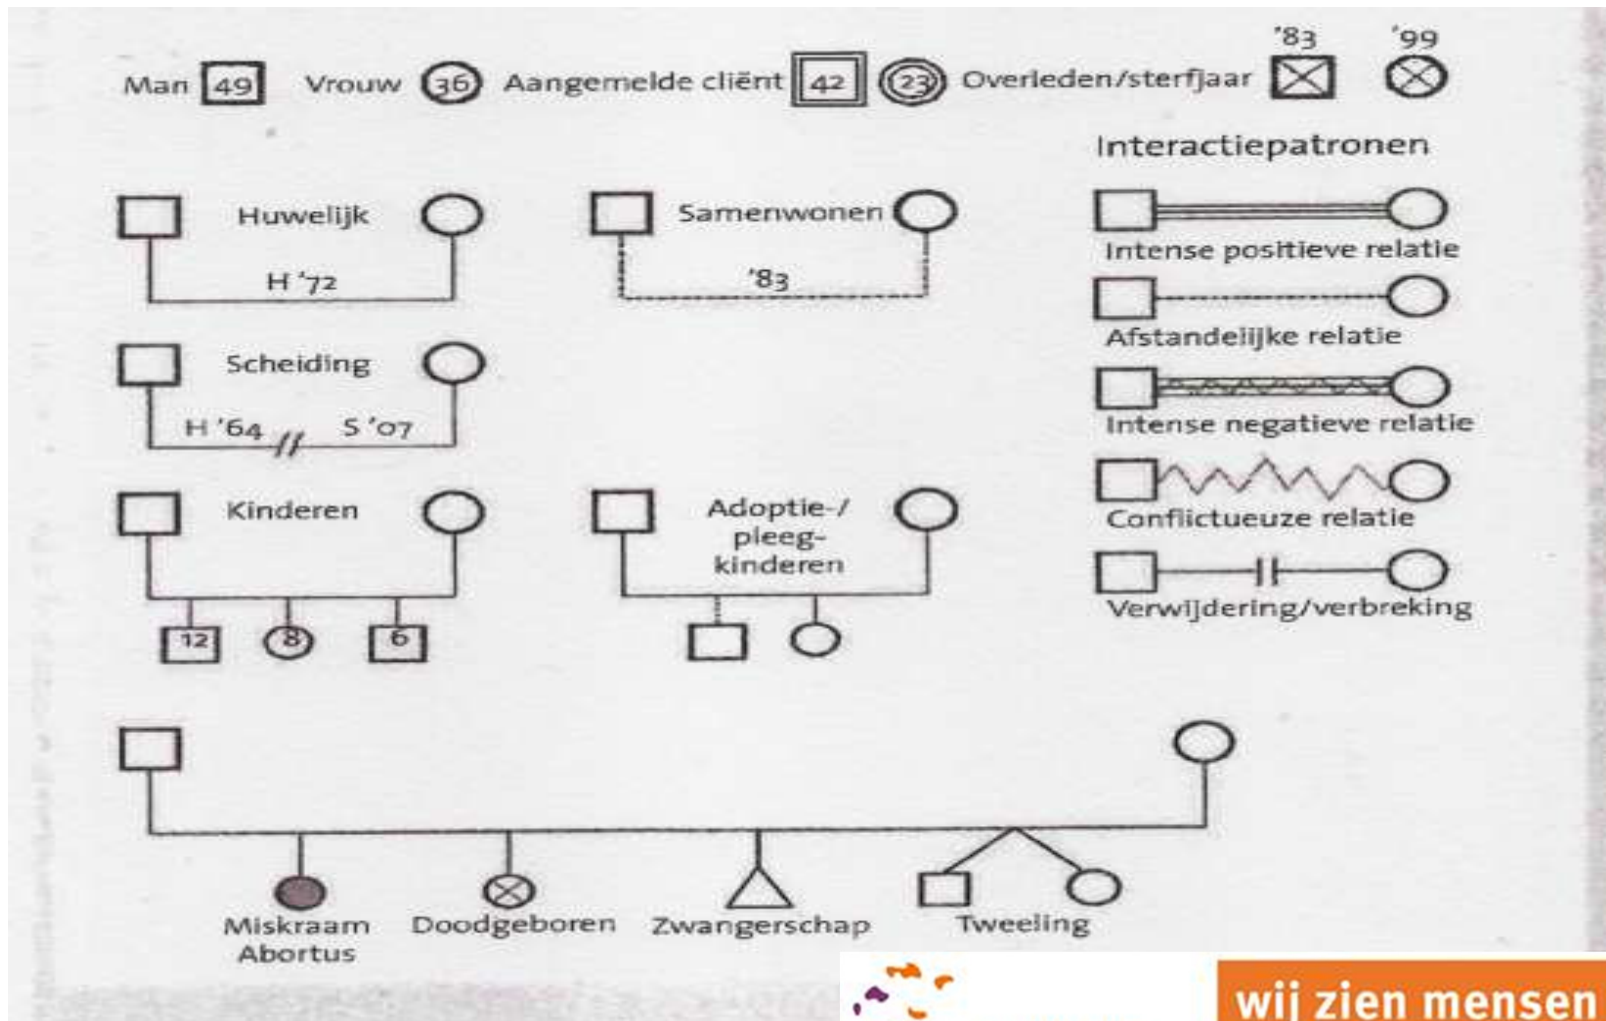 '83 '99
Man 49 Vrouw 36 Aangemelde cliënt 42 23 Overleden/sterfjaar
Interactiepatronen
Huwelijk
H '72
Samenwonen
'83
Intense positieve relatie
Afstandelijke relatie
Scheiding
H '64 S '07
Intense negatieve relatie
Conflictueuze relatie
Kinderen
12 8 6
Adoptie-/
pleeg-
kinderen
Verwijdering/verbreking
Miskraam
Abortus
Doodgeboren
Zwangerschap
Tweeling
wij zien mensen